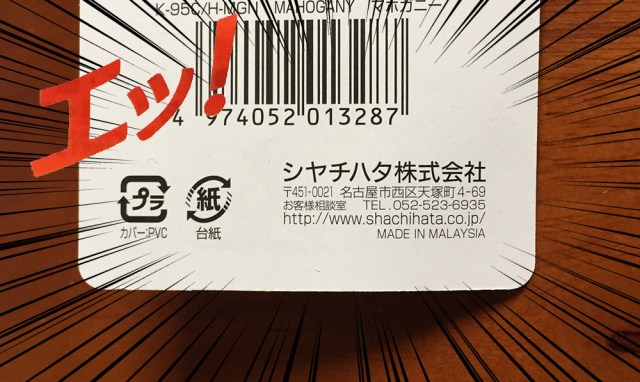 K-95C/H-MGN MAHOGANY マホガニー
エッ！
4 974052 013287
シヤチハタ株式会社
〒451-0021 名古屋市西区天塚町4-69
お客様相談室 TEL.052-523-6935
http://www.shachihata.co.jp/
MADE IN MALAYSIA
プラ
カバー:PVC
紙
台紙